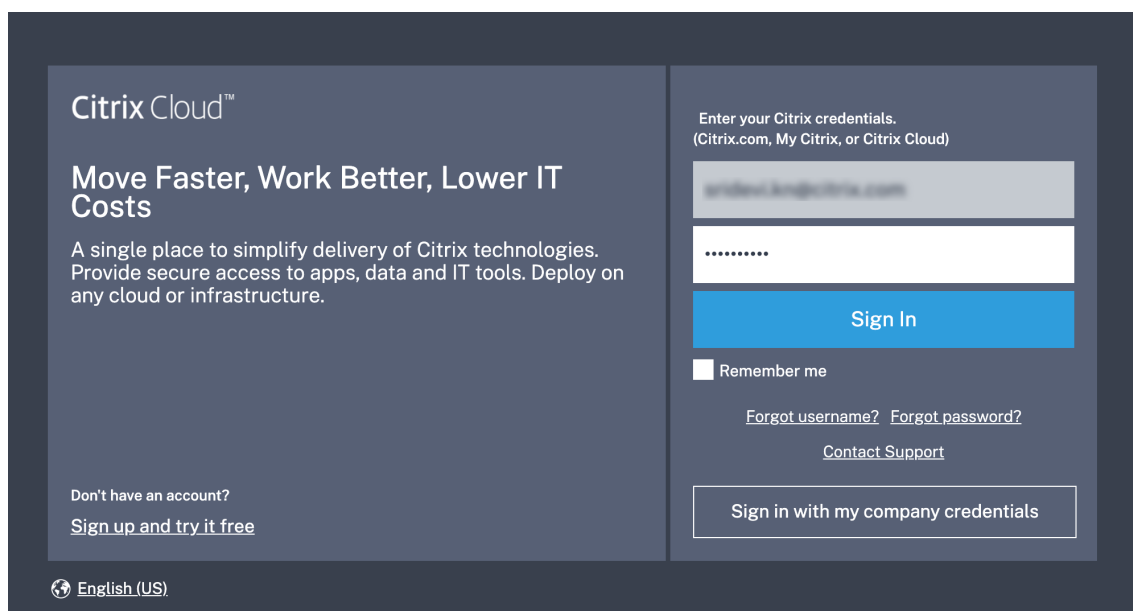 Citrix Cloud™
Move Faster, Work Better, Lower IT
Costs
A single place to simplify delivery of Citrix technologies.
Provide secure access to apps, data and IT tools. Deploy on
any cloud or infrastructure.
Don't have an account?
Sign up and try it free
Enter your Citrix credentials.
(Citrix.com, My Citrix, or Citrix Cloud)
Sign In
Remember me
Forgot username? Forgot password?
Contact Support
Sign in with my company credentials
English (US)